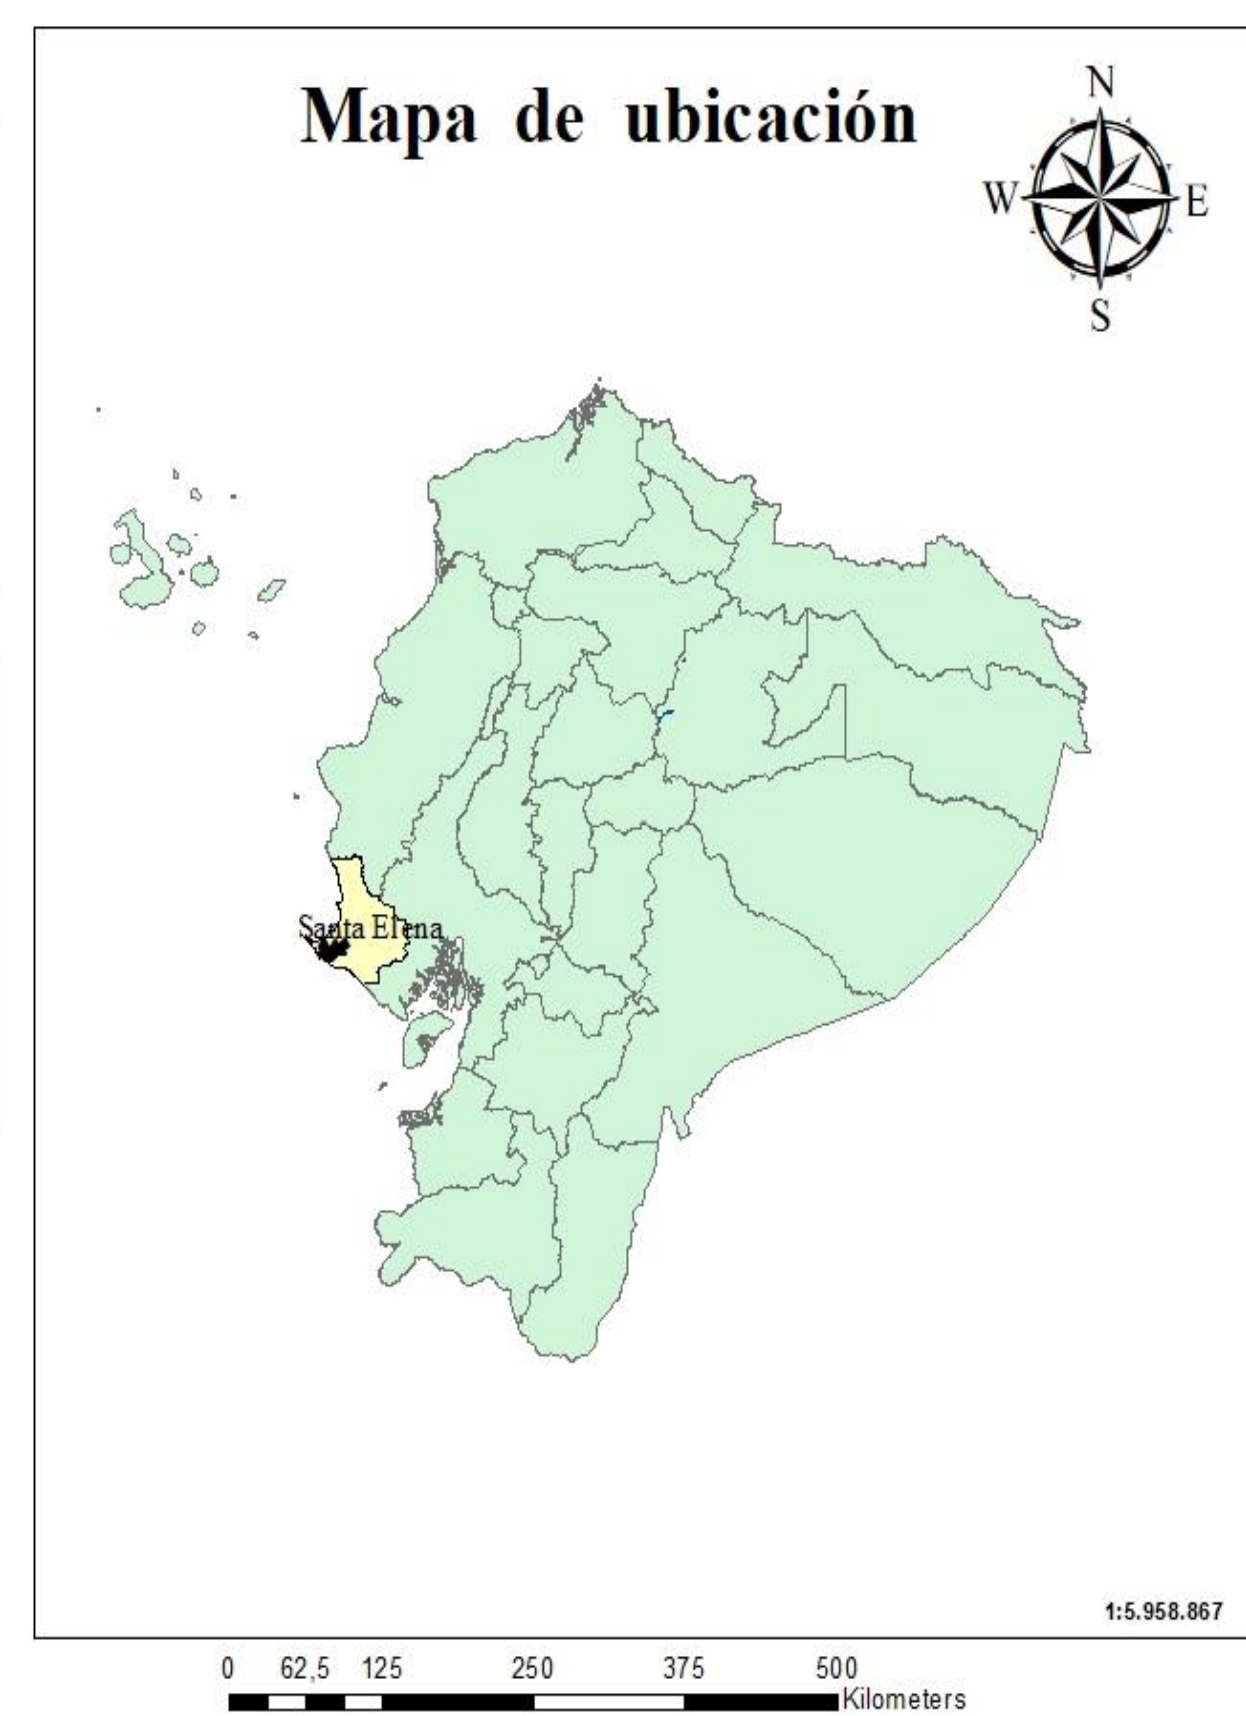 Mapa de ubicación
N
W E
S
Santa Elena
1:5.958.867
0 62,5 125 250 375 500
Kilometers